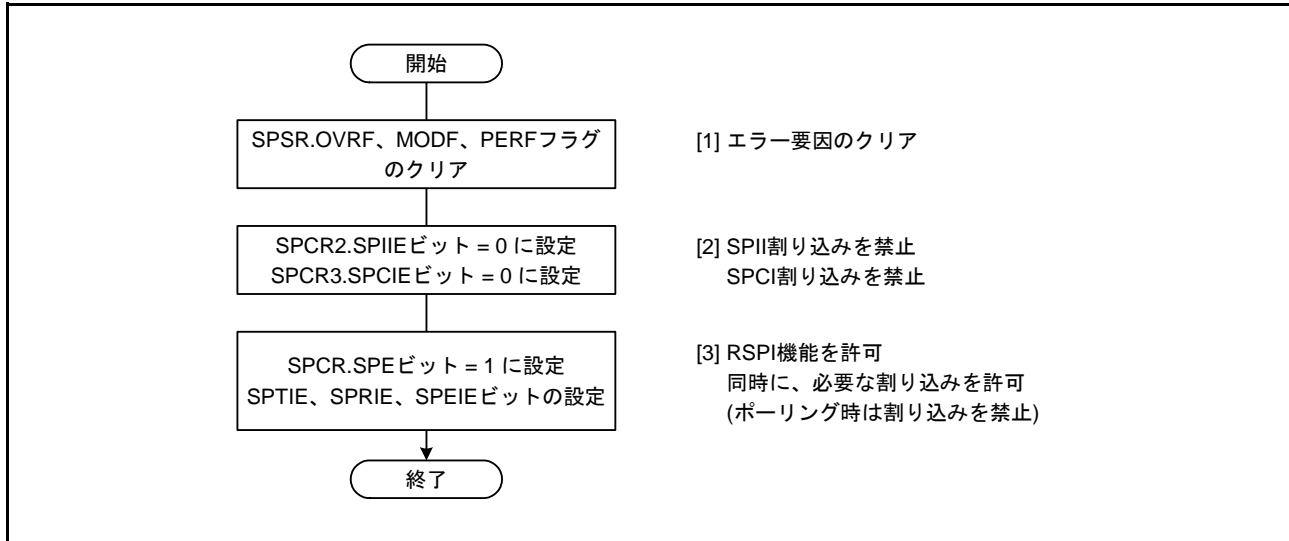 開始
SPSR.OVRF、MODF、PERFフラグ
のクリア
[1] エラー要因のクリア
SPCR2.SPIIEビット = 0 に設定
SPCR3.SPCIEビット = 0 に設定
[2] SPII割り込みを禁止
SPCI割り込みを禁止
SPCR.SPEビット = 1 に設定
SPTIE、SPRIE、SPEIEビットの設定
[3] RSPI機能を許可
同時に、必要な割り込みを許可
(ポーリング時は割り込みを禁止)
終了